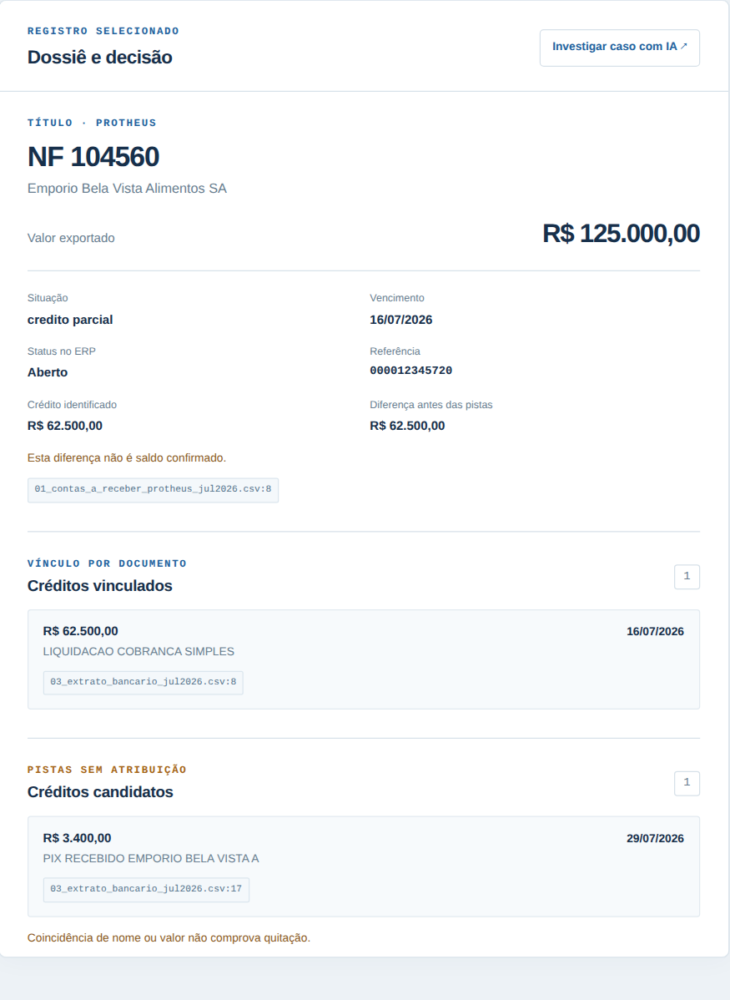 REGISTRO SELECIONADO
Dossiê e decisão
Investigar caso com IA ↗
TÍTULO · PROTHEUS
NF 104560
Emporio Bela Vista Alimentos SA
Valor exportado
R$ 125.000,00
Situação
credito parcial
Vencimento
16/07/2026
Status no ERP
Aberto
Referência
000012345720
Crédito identificado
R$ 62.500,00
Diferença antes das pistas
R$ 62.500,00
Esta diferença não é saldo confirmado.
01_contas_a_receber_protheus_jul2026.csv:8
VÍNCULO POR DOCUMENTO
Créditos vinculados
1
R$ 62.500,00
16/07/2026
LIQUIDACAO COBRANCA SIMPLES
03_extrato_bancario_jul2026.csv:8
PISTAS SEM ATRIBUIÇÃO
Créditos candidatos
1
R$ 3.400,00
29/07/2026
PIX RECEBIDO EMPORIO BELA VISTA A
03_extrato_bancario_jul2026.csv:17
Coincidência de nome ou valor não comprova quitação.